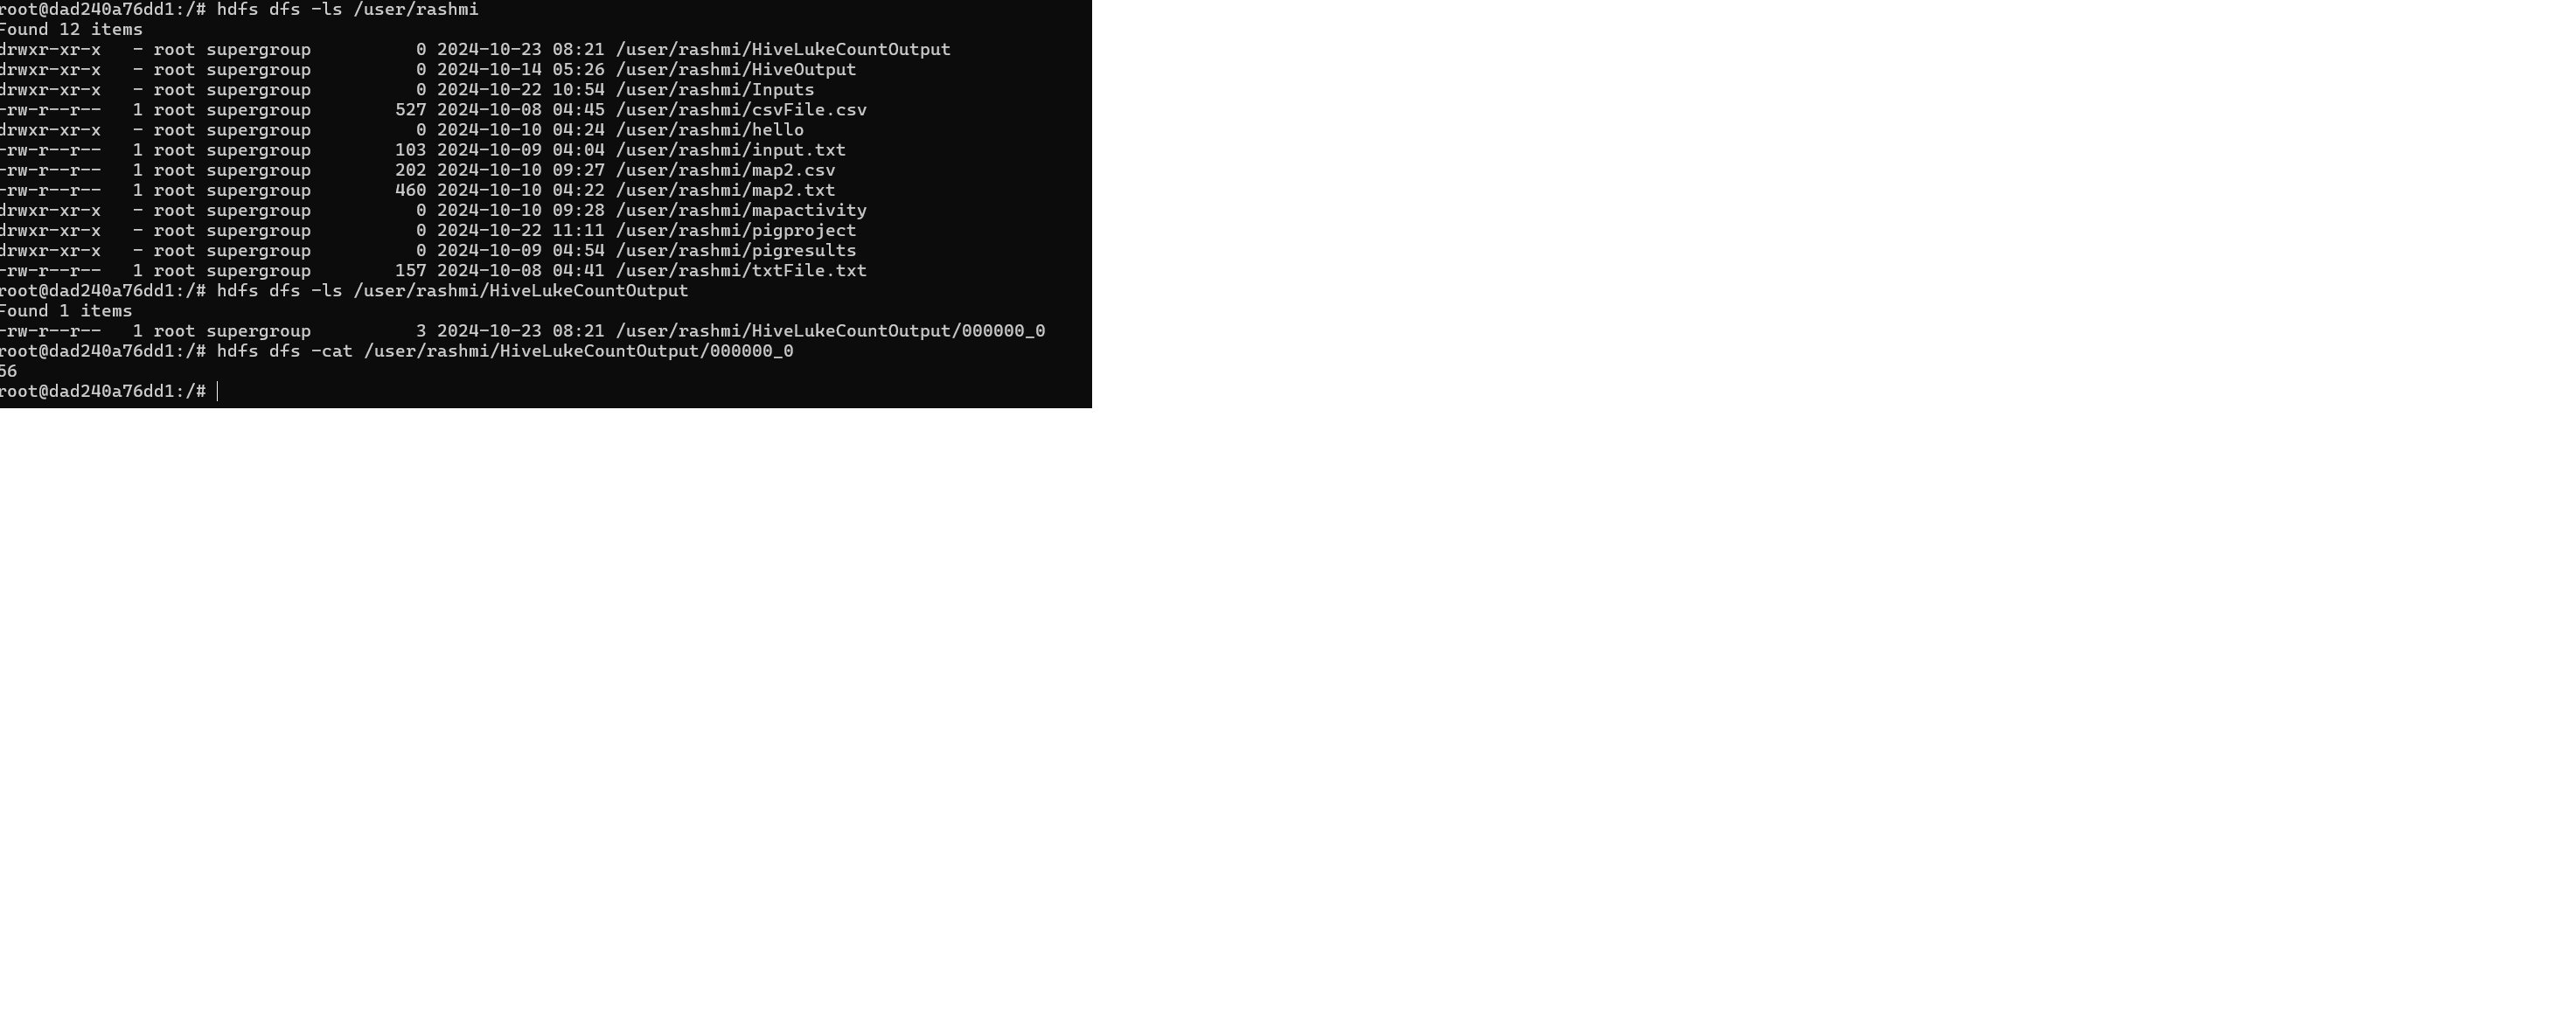 root@dad240a76dd1:/# hdfs dfs -ls /user/rashmi
Found 12 items
drwxr-xr-x   - root supergroup          0 2024-10-23 08:21 /user/rashmi/HiveLukeCountOutput
drwxr-xr-x   - root supergroup          0 2024-10-14 05:26 /user/rashmi/HiveOutput
drwxr-xr-x   - root supergroup          0 2024-10-22 10:54 /user/rashmi/Inputs
-rw-r--r--   1 root supergroup        527 2024-10-08 04:45 /user/rashmi/csvFile.csv
drwxr-xr-x   - root supergroup          0 2024-10-10 04:24 /user/rashmi/hello
-rw-r--r--   1 root supergroup        103 2024-10-09 04:04 /user/rashmi/input.txt
-rw-r--r--   1 root supergroup        202 2024-10-10 09:27 /user/rashmi/map2.csv
-rw-r--r--   1 root supergroup        460 2024-10-10 04:22 /user/rashmi/map2.txt
drwxr-xr-x   - root supergroup          0 2024-10-10 09:28 /user/rashmi/mapactivity
drwxr-xr-x   - root supergroup          0 2024-10-22 11:11 /user/rashmi/pigproject
drwxr-xr-x   - root supergroup          0 2024-10-09 04:54 /user/rashmi/pigresults
-rw-r--r--   1 root supergroup        157 2024-10-08 04:41 /user/rashmi/txtFile.txt
root@dad240a76dd1:/# hdfs dfs -ls /user/rashmi/HiveLukeCountOutput
Found 1 items
-rw-r--r--   1 root supergroup          3 2024-10-23 08:21 /user/rashmi/HiveLukeCountOutput/000000_0
root@dad240a76dd1:/# hdfs dfs -cat /user/rashmi/HiveLukeCountOutput/000000_0
56
root@dad240a76dd1:/#